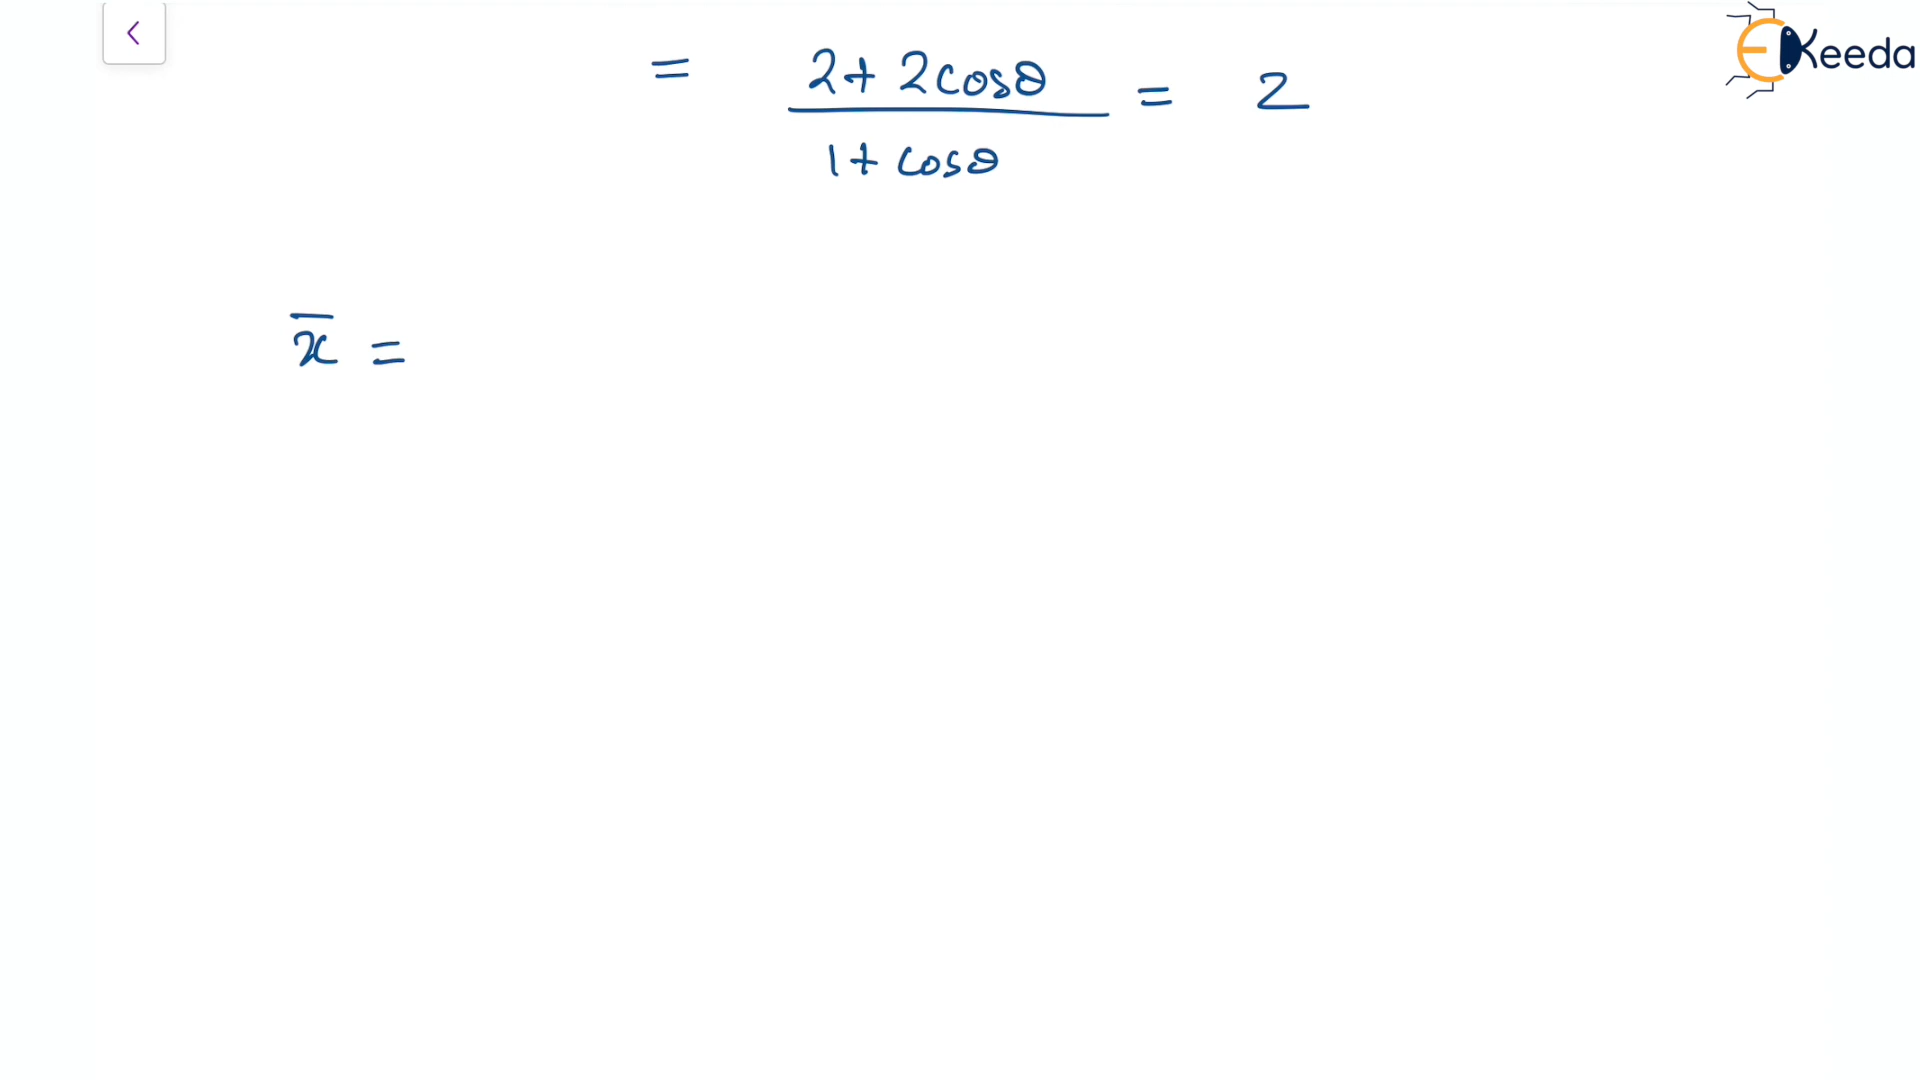 EKeeda
= 2 + 2cosθ / 1 + cosθ = 2
x̄ =